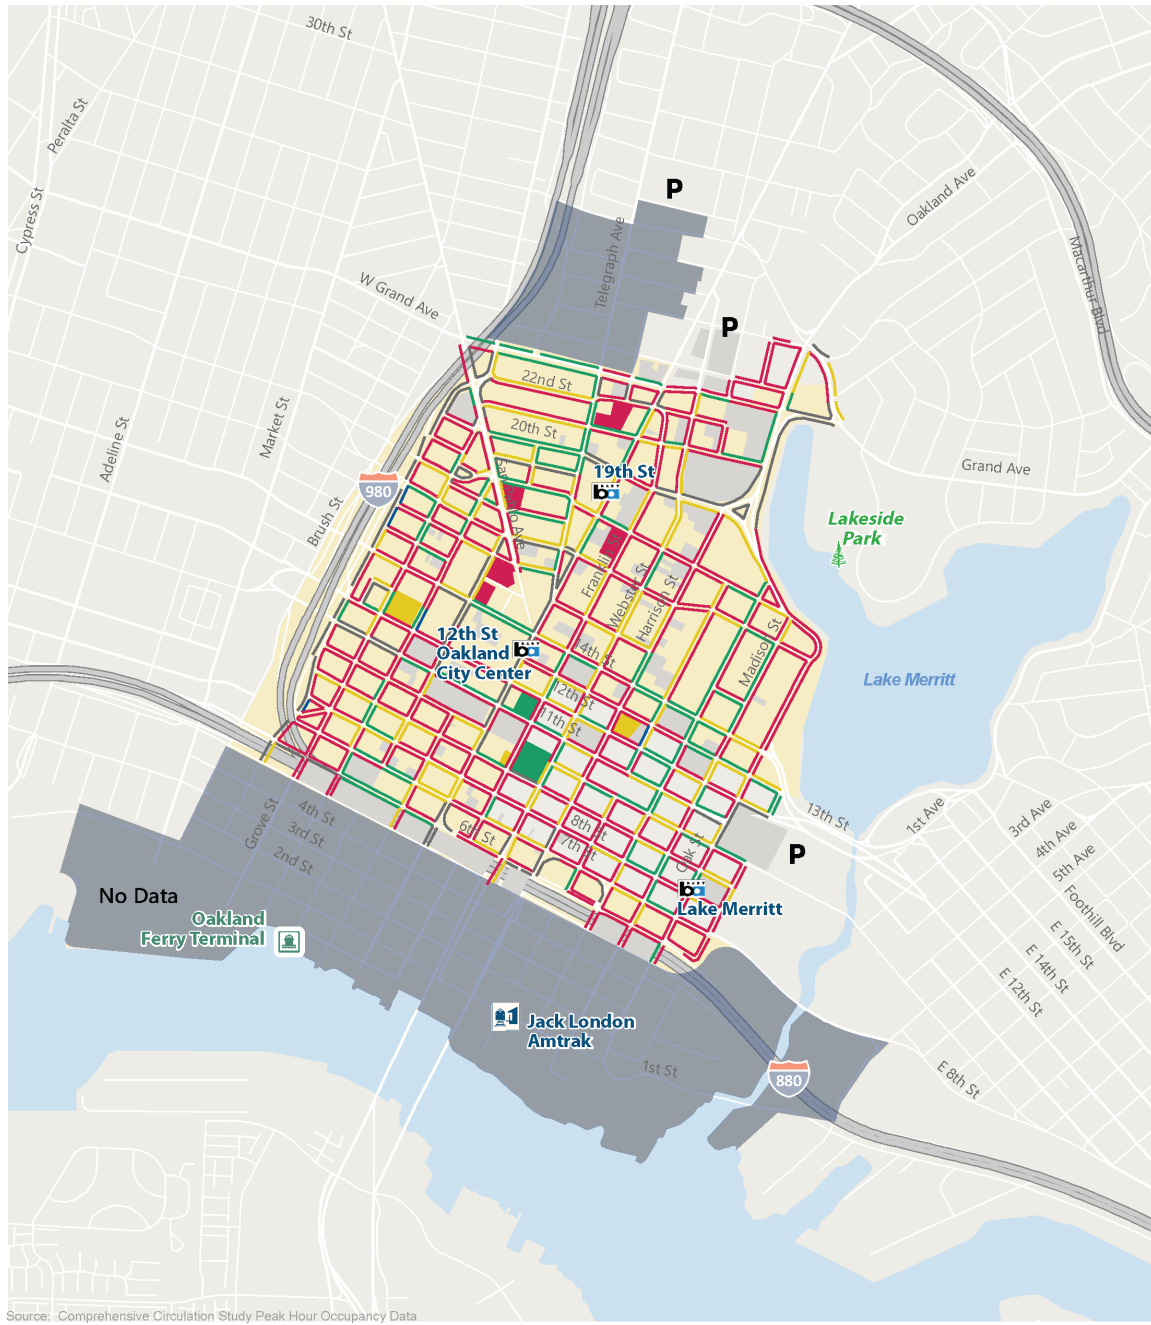 30th St
Peralta St
P
Oakland Ave
Cypress St
Telegraph Ave
Macarthur Blvd
W Grand Ave
P
22nd St
Market St
Adeline St
20th St
Grand Ave
19th St
980
San Pablo Ave
Brush St
Lakeside
Park
Franklin St
Webster St
Harrison St
12th St
Oakland
City Center
14th St
Madison St
Lake Merritt
12th St
11th St
4th St
Grove St
3rd St
2nd St
13th St
1st Ave
3rd Ave
4th Ave
5th Ave
8th St
7th St
6th St
Oak St
P
No Data
Oakland
Ferry Terminal
Lake Merritt
Foothill Blvd
E 15th St
E 14th St
E 12th St
Jack London
Amtrak
1st St
880
E 8th St
Source: Comprehensive Circulation Study Peak Hour Occupancy Data